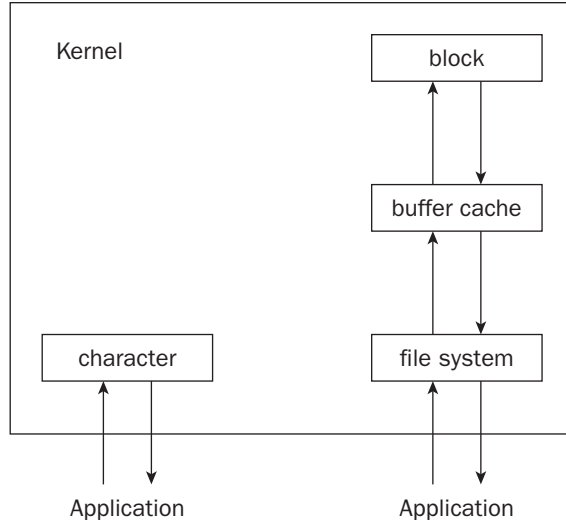 Kernel
block
buffer cache
character
file system
Application
Application